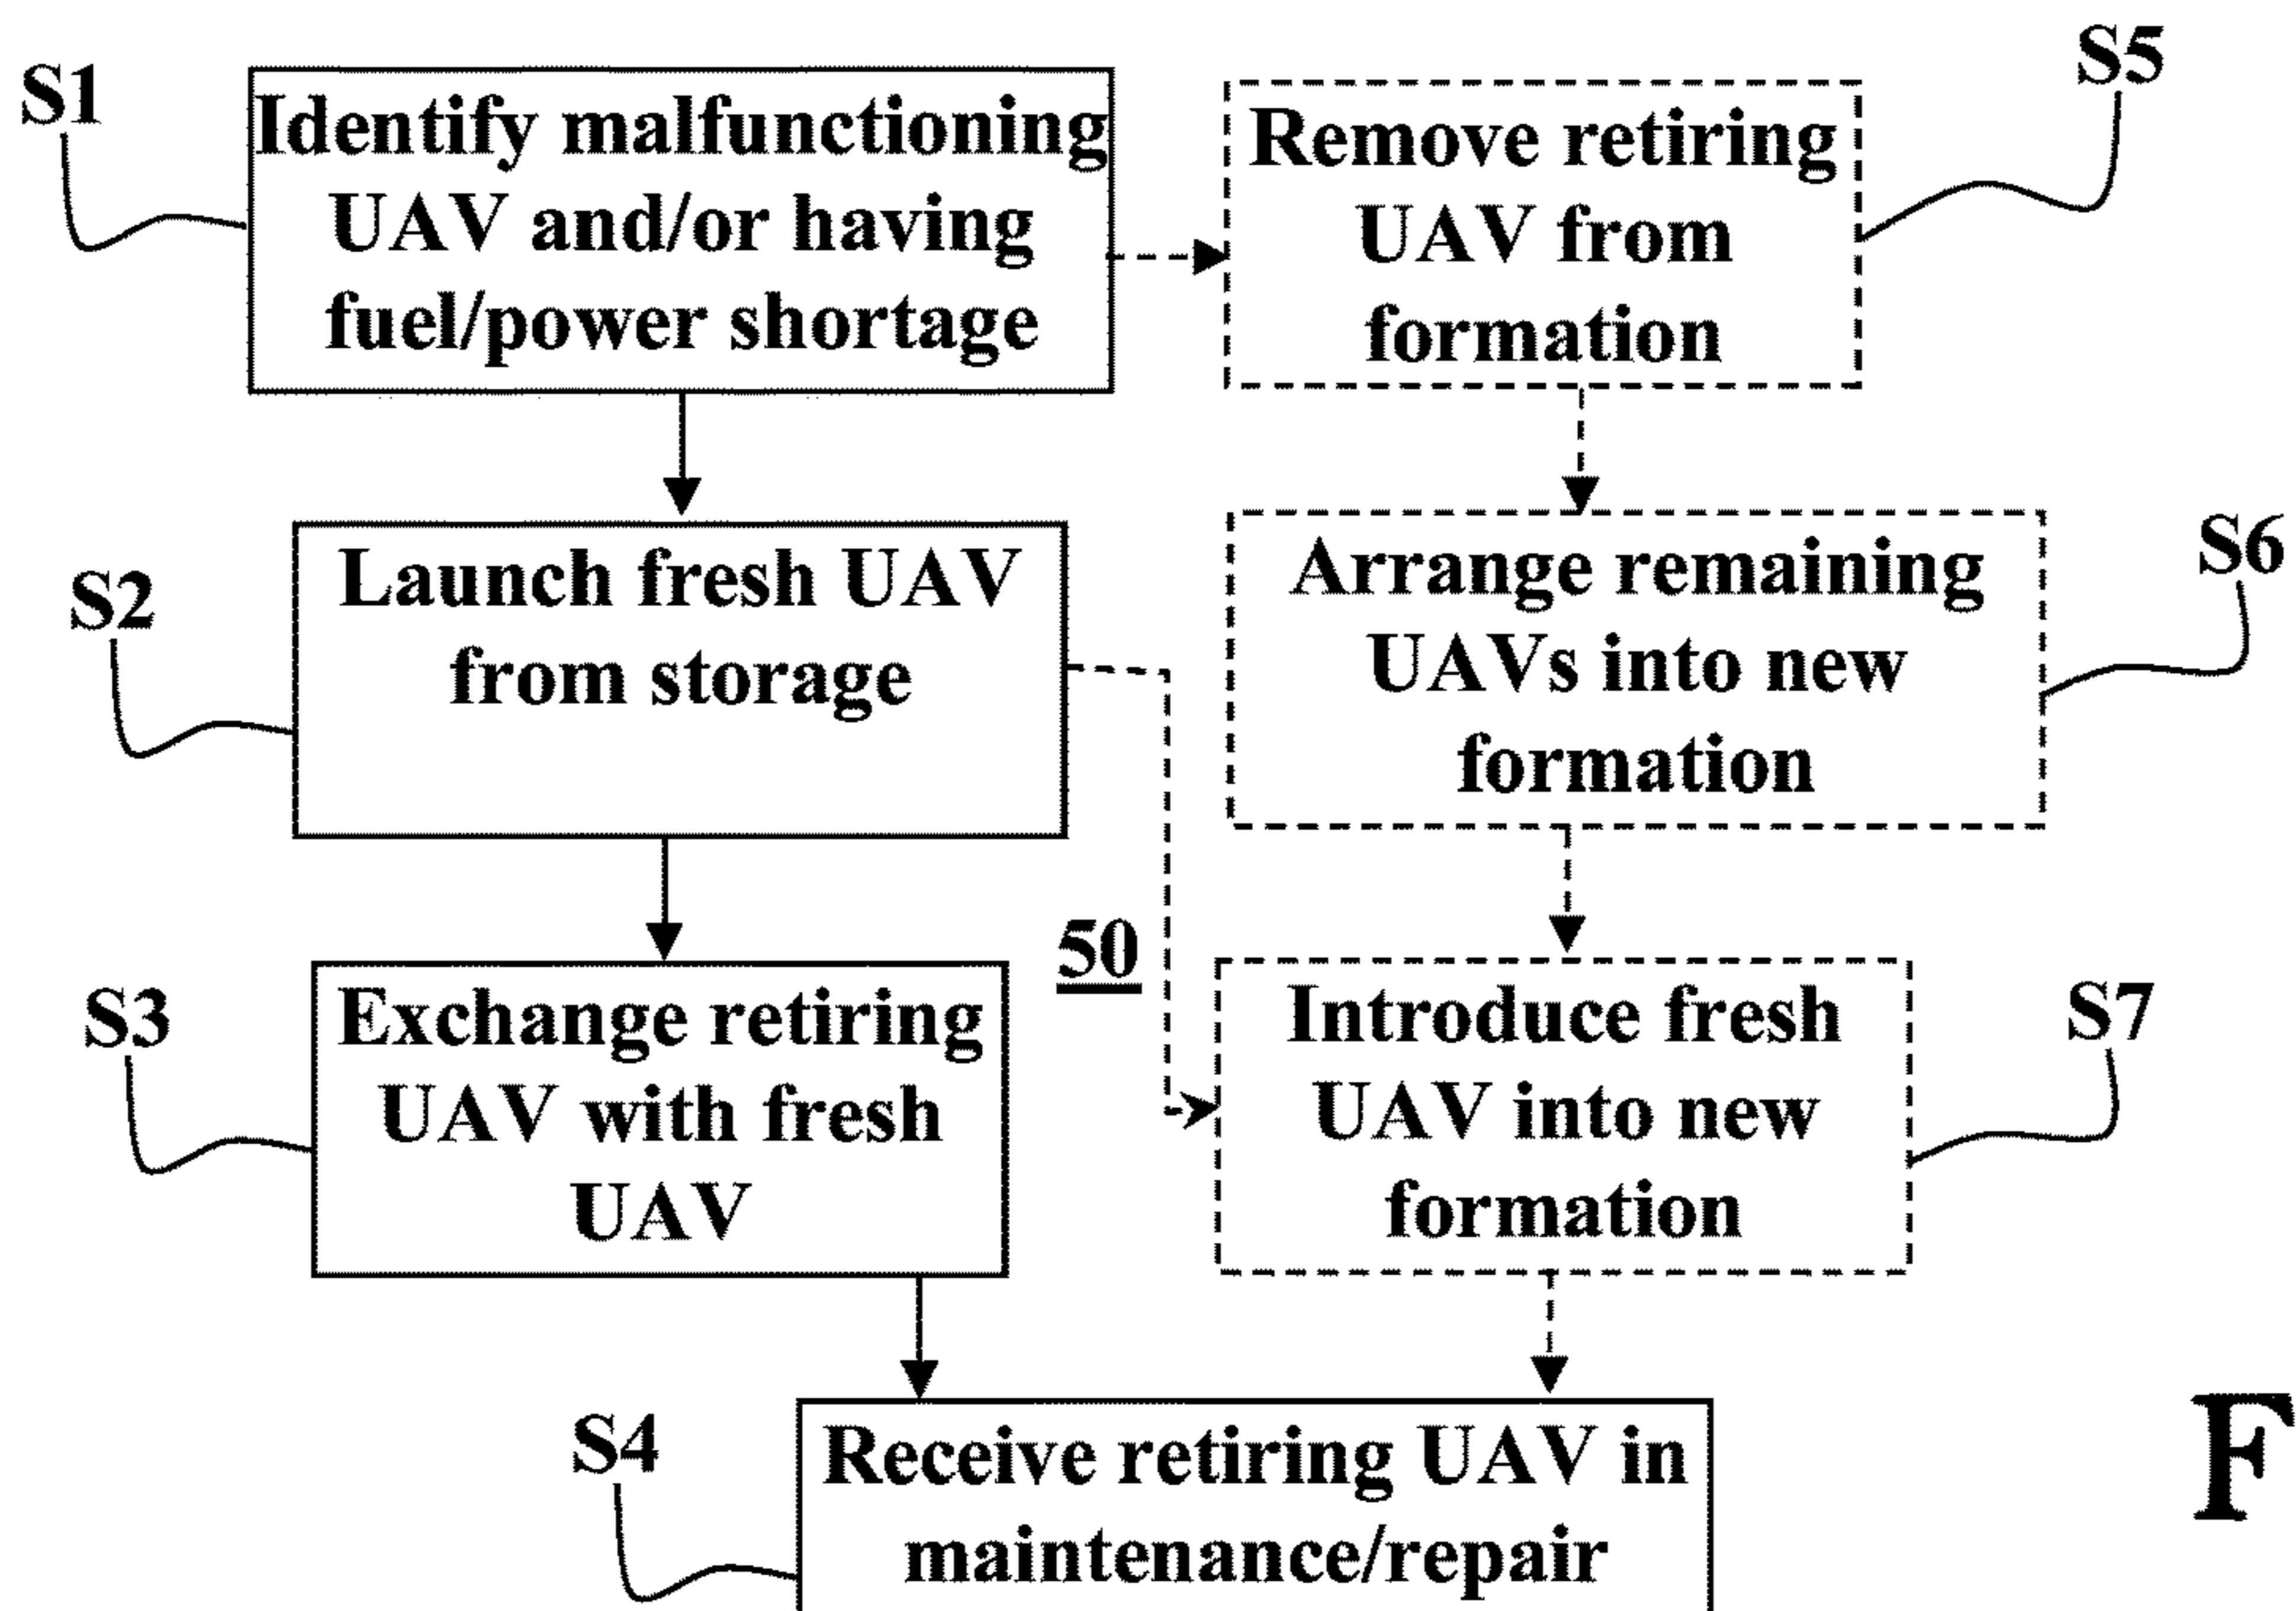 S1
Identify malfunctioning
UAV and/or having
fuel/power shortage
S5
Remove retiring
UAV from
formation
S2
Launch fresh UAV
from storage
S6
Arrange remaining
UAVs into new
formation
50
S3
Exchange retiring
UAV with fresh
UAV
S7
Introduce fresh
UAV into new
formation
S4
Receive retiring UAV in
maintenance/repair
F